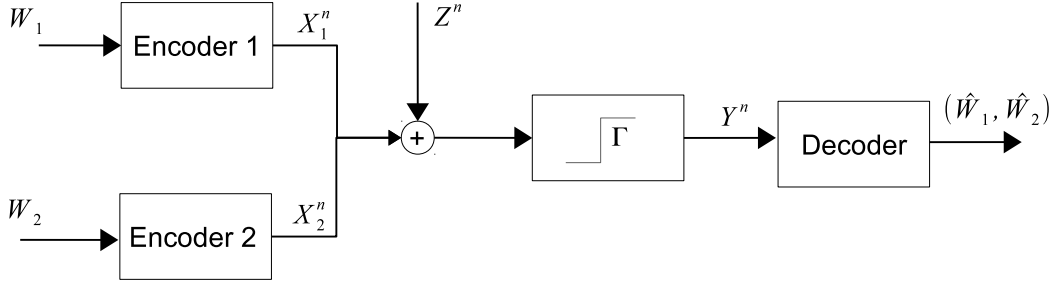 W₁
Encoder 1
X₁ⁿ
Zⁿ
+
Γ
Yⁿ
Decoder
(Ŵ₁, Ŵ₂)
W₂
Encoder 2
X₂ⁿ